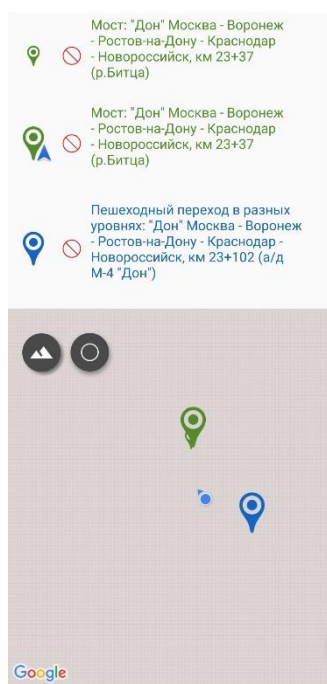 Мост: "Дон" Москва - Воронеж
- Ростов-на-Дону - Краснодар
- Новороссийск, км 23+37
(р.Битца)
Мост: "Дон" Москва - Воронеж
- Ростов-на-Дону - Краснодар
- Новороссийск, км 23+37
(р.Битца)
Пешеходный переход в разных
уровнях: "Дон" Москва - Воронеж
- Ростов-на-Дону - Краснодар -
Новороссийск, км 23+102 (а/д
М-4 "Дон")
Google